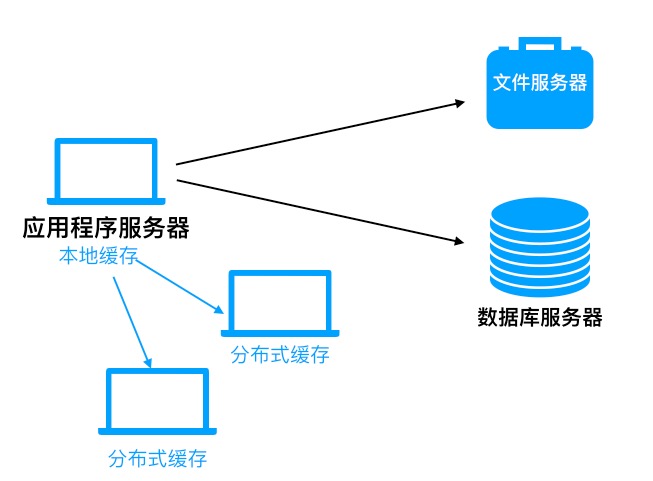 文件服务器
应用程序服务器
本地缓存
数据库服务器
分布式缓存
分布式缓存